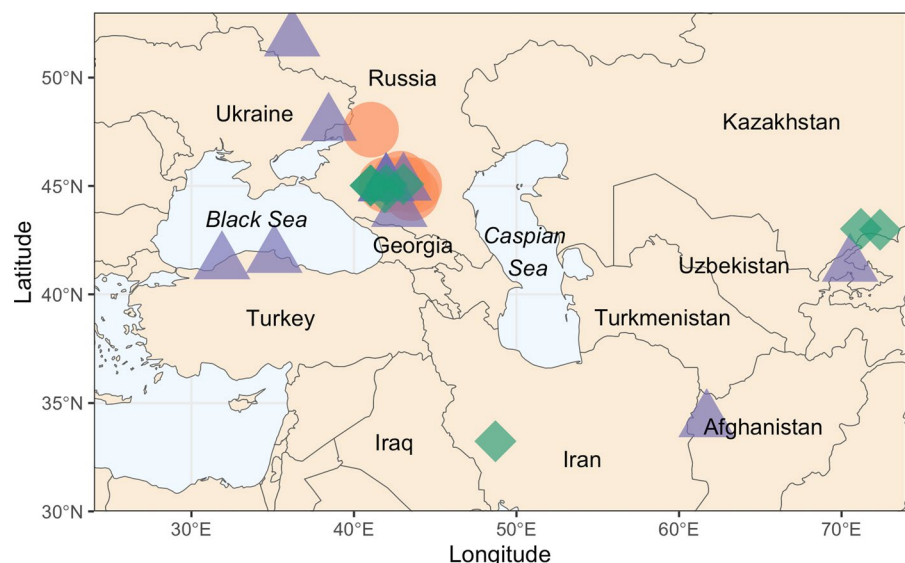 50°N
Russia
Ukraine
Kazakhstan
45°N
Black Sea
Georgia
Caspian
Sea
Uzbekistan
Latitude
40°N
Turkey
Turkmenistan
35°N
Afghanistan
Iraq
Iran
30°N
30°E
40°E
50°E
60°E
70°E
Longitude